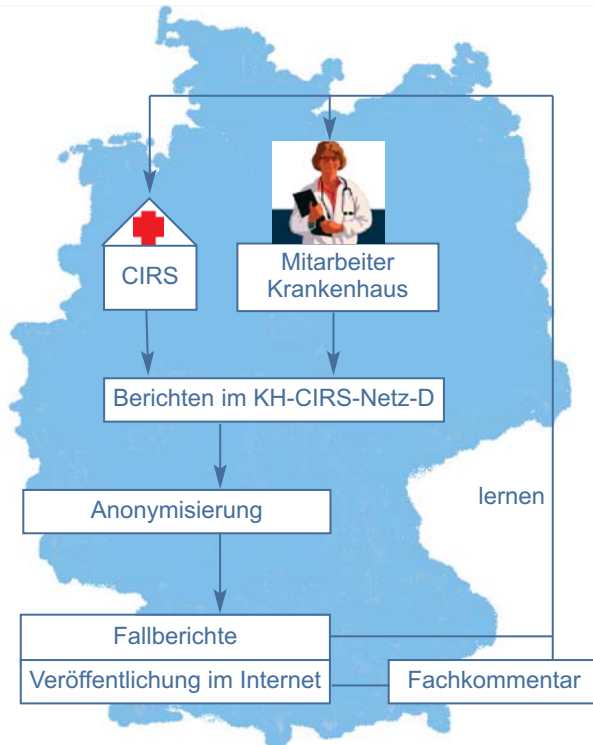 CIRS
Mitarbeiter
Krankenhaus
Berichten im KH-CIRS-Netz-D
Anonymisierung
lernen
Fallberichte
Veröffentlichung im Internet
Fachkommentar